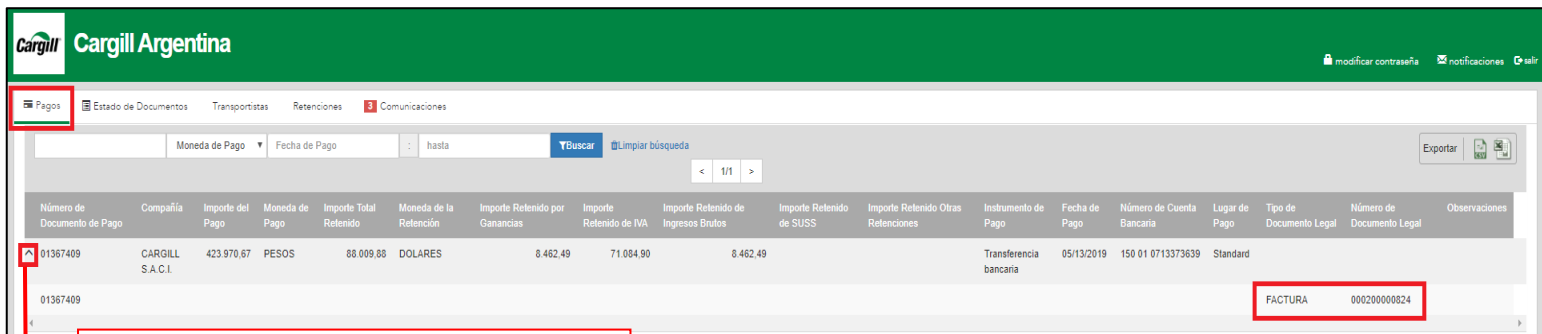 Cargill Cargill Argentina
modificar contraseña notificaciones salir
Pagos Estado de Documentos Transportistas Retenciones 3 Comunicaciones
Moneda de Pago Fecha de Pago : hasta Buscar Limpiar búsqueda Exportar CSV
< 1/1 >
Número de Compañía Importe del Moneda de Importe Total Moneda de la Importe Retenido por Importe Importe Retenido de Importe Retenido Importe Retenido Otras Instrumento de Fecha de Número de Cuenta Lugar de Tipo de Número de Observaciones
Documento de Pago Pago Pago Retenido Retención Ganancias Retenido de IVA Ingresos Brutos de SUSS Retenciones Pago Pago Bancaria Pago Documento Legal Documento Legal
01367409 CARGILL 423.970,67 PESOS 88.009,88 DOLARES 8.462,49 71.084,90 8.462,49 Transferencia 05/13/2019 150 01 0713373639 Standard
S.A.C.I. bancaria
01367409 FACTURA 000200000824